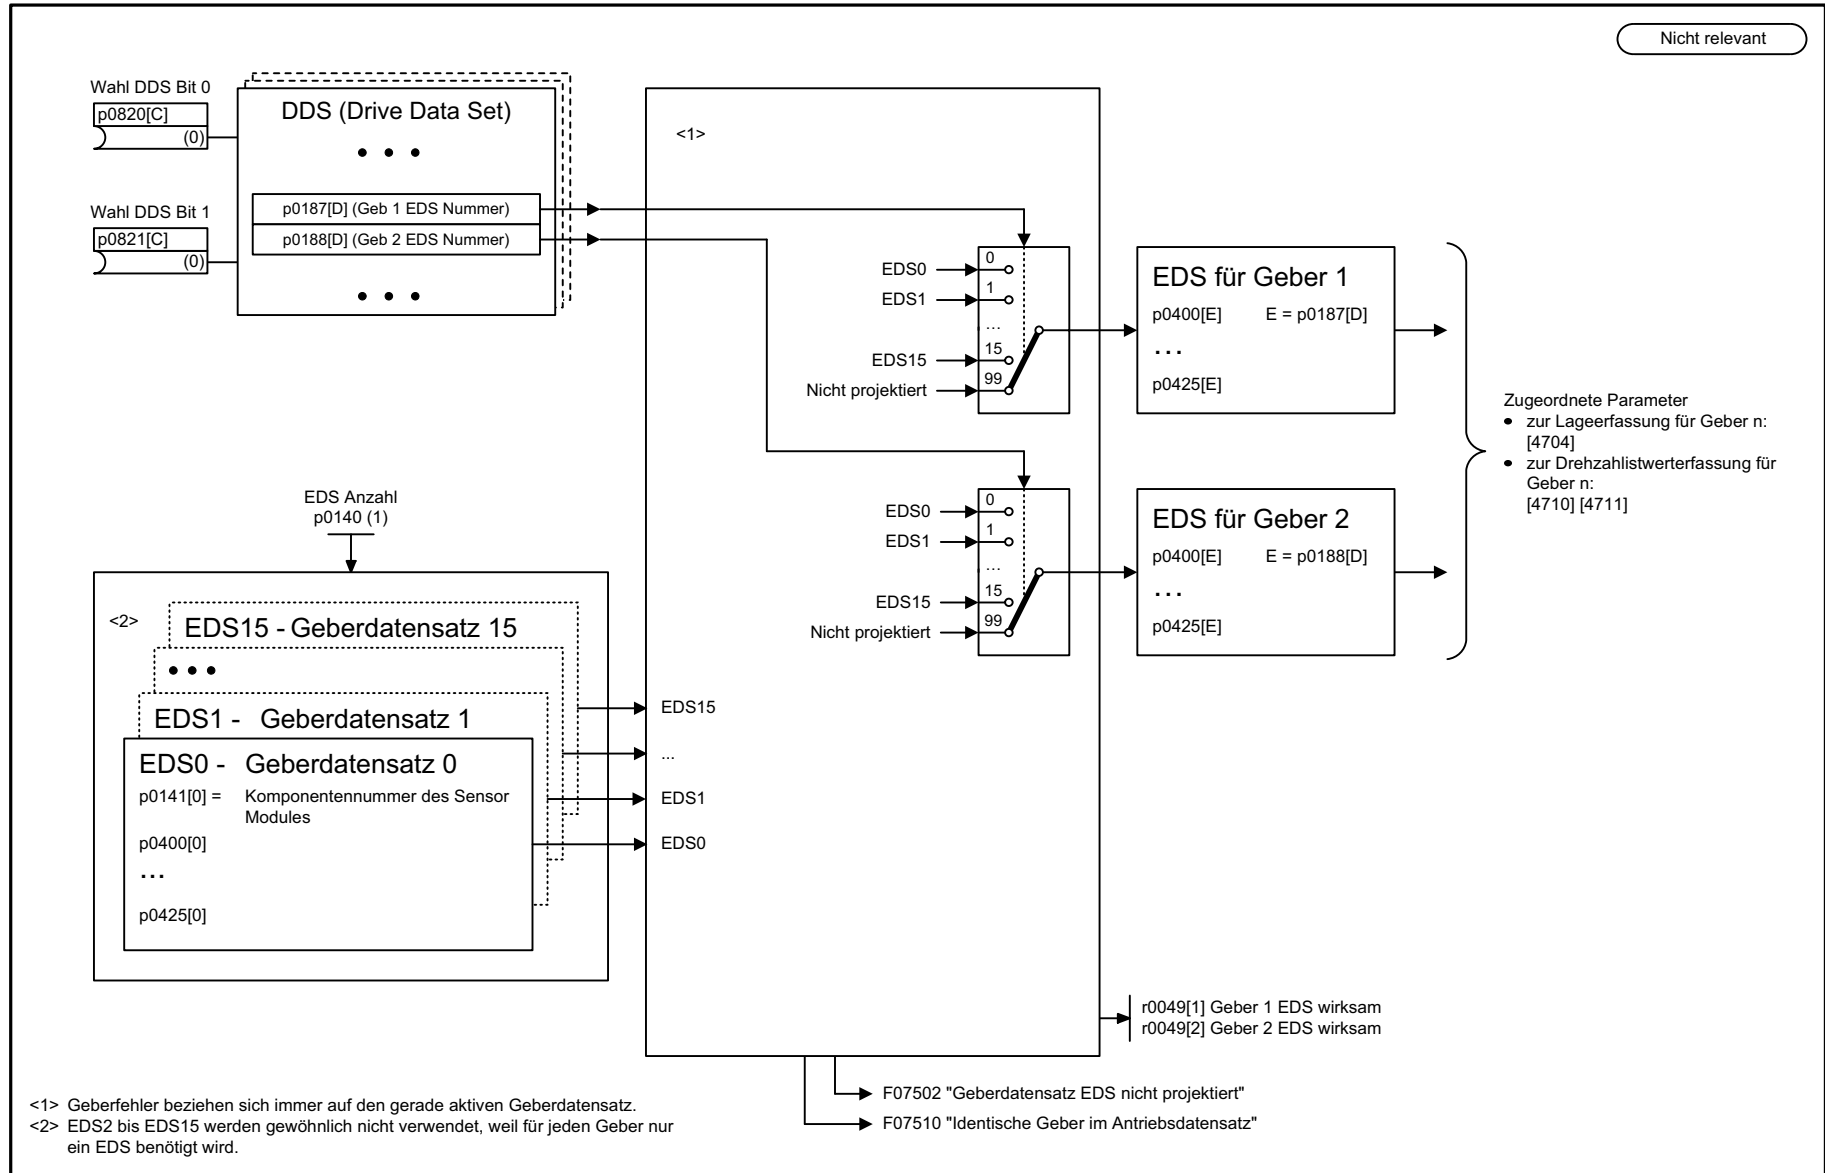 Nicht relevant
Wahl DDS Bit 0
p0820[C]
(0)
Wahl DDS Bit 1
p0821[C]
(0)
DDS (Drive Data Set)
• • •
p0187[D] (Geb 1 EDS Nummer)
p0188[D] (Geb 2 EDS Nummer)
• • •
<1>
EDS0
0
EDS1
1
...
EDS15
15
Nicht projektiert
99
EDS für Geber 1
p0400[E] E = p0187[D]
...
p0425[E]
EDS0
0
EDS1
1
...
EDS15
15
Nicht projektiert
99
EDS für Geber 2
p0400[E] E = p0188[D]
...
p0425[E]
Zugeordnete Parameter
• zur Lageerfassung für Geber n:
[4704]
• zur Drehzahlistwerterfassung für
Geber n:
[4710] [4711]
EDS Anzahl
p0140 (1)
<2>
EDS15 - Geberdatensatz 15
• • •
EDS1 - Geberdatensatz 1
EDS0 - Geberdatensatz 0
p0141[0] = Komponentennummer des Sensor
Modules
p0400[0]
...
p0425[0]
EDS15
...
EDS1
EDS0
r0049[1] Geber 1 EDS wirksam
r0049[2] Geber 2 EDS wirksam
F07502 "Geberdatensatz EDS nicht projektiert"
F07510 "Identische Geber im Antriebsdatensatz"
<1> Geberfehler beziehen sich immer auf den gerade aktiven Geberdatensatz.
<2> EDS2 bis EDS15 werden gewöhnlich nicht verwendet, weil für jeden Geber nur
ein EDS benötigt wird.